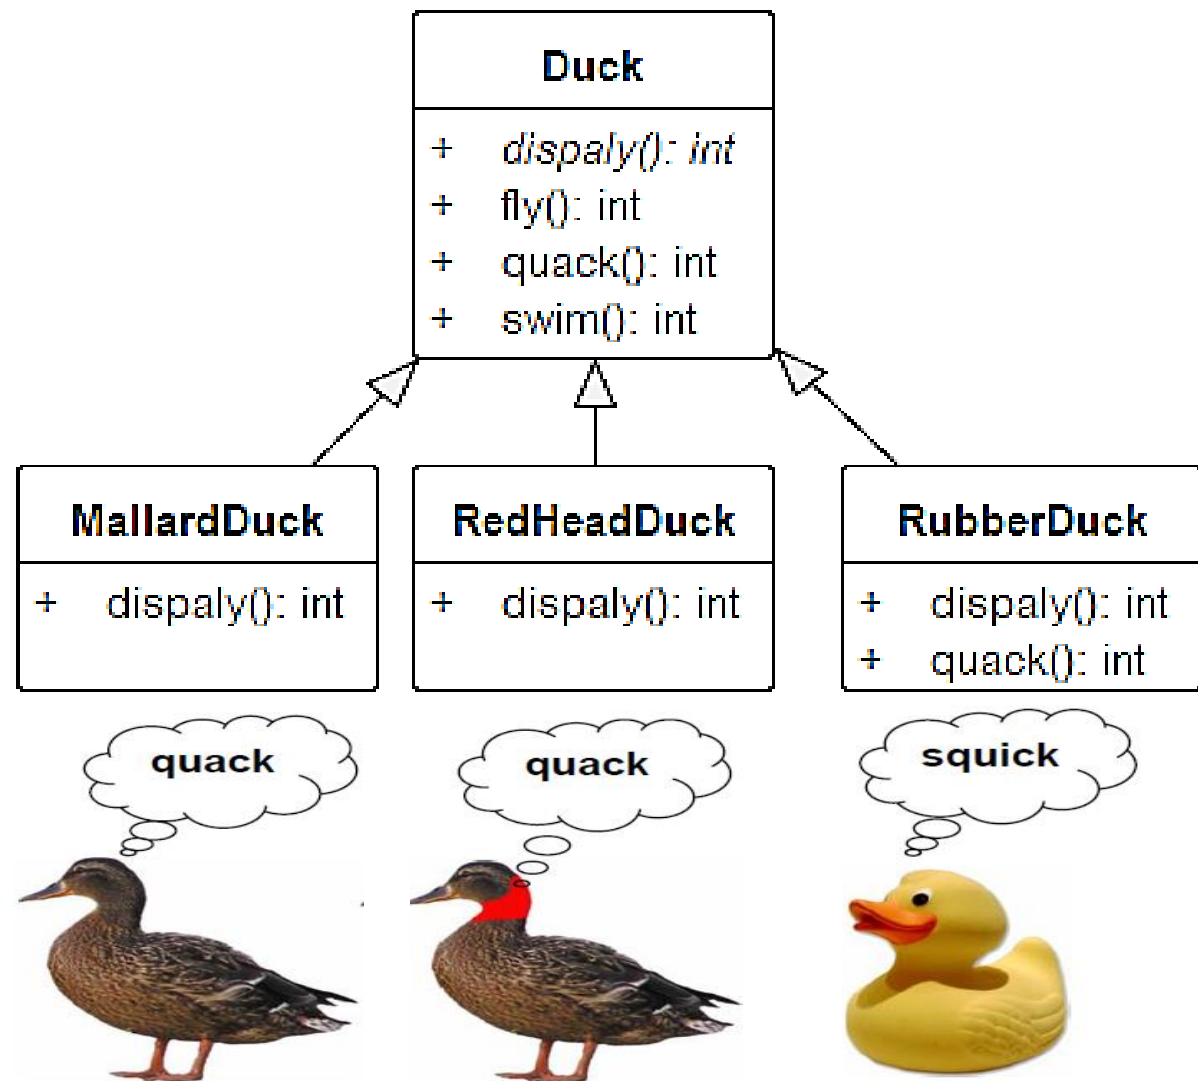 Duck
+ dispaly(): int
+ fly(): int
+ quack(): int
+ swim(): int
MallardDuck
+ dispaly(): int
RedHeadDuck
+ dispaly(): int
RubberDuck
+ dispaly(): int
+ quack(): int
quack
quack
squick